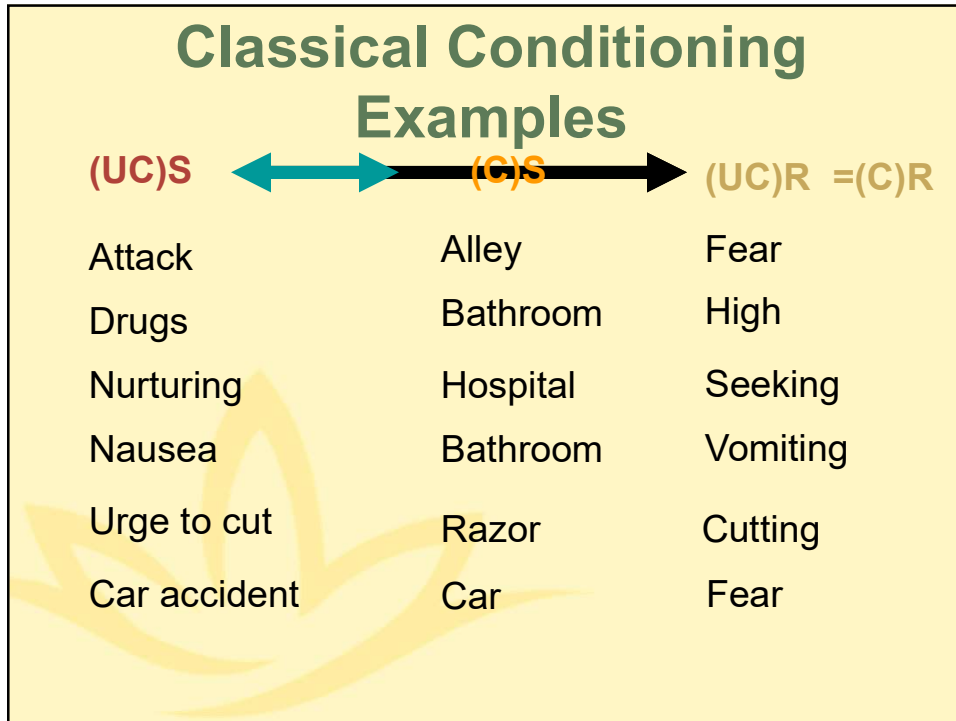 Classical Conditioning
Examples
(UC)S (C)S (UC)R =(C)R
Attack Alley Fear
Drugs Bathroom High
Nurturing Hospital Seeking
Nausea Bathroom Vomiting
Urge to cut Razor Cutting
Car accident Car Fear